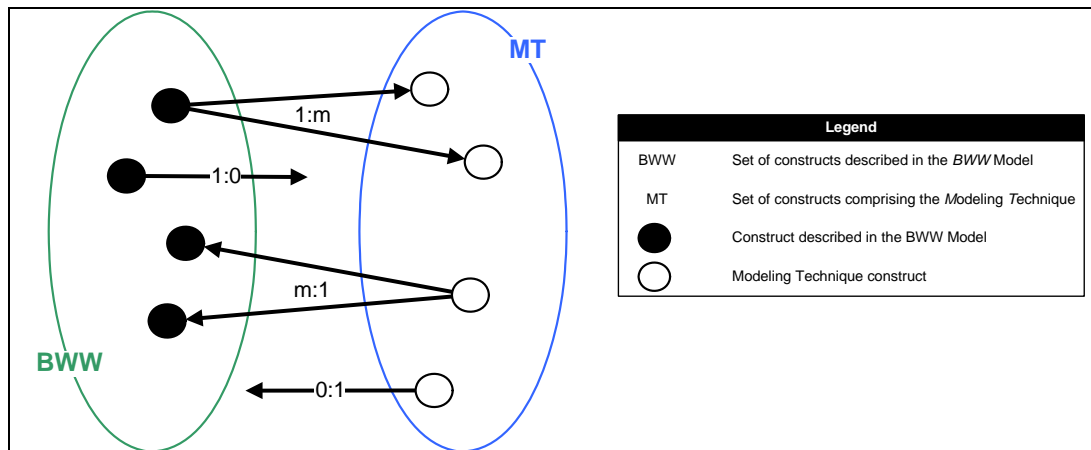 MT
1:m
1:0
m:1
BWW
0:1
Legend
BWW Set of constructs described in the BWW Model
MT Set of constructs comprising the Modeling Technique
Construct described in the BWW Model
Modeling Technique construct